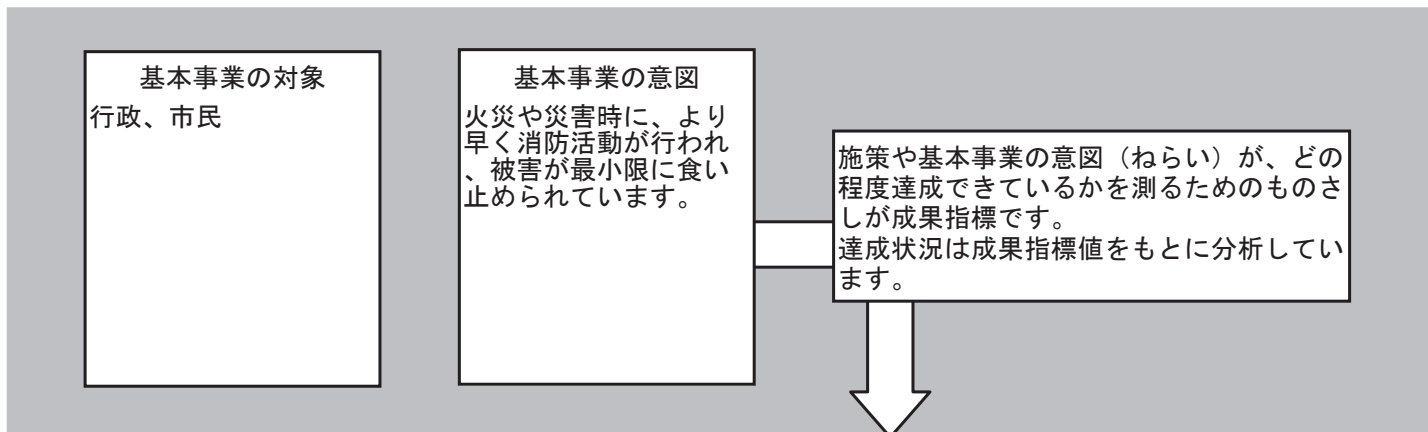 基本事業の対象
行政、市民
基本事業の意図
火災や災害時に、より
早く消防活動が行われ
、被害が最小限に食い
止められています。
施策や基本事業の意図（ねらい）が、どの
程度達成できているかを測るためのものさ
しが成果指標です。
達成状況は成果指標値をもとに分析してい
ます。